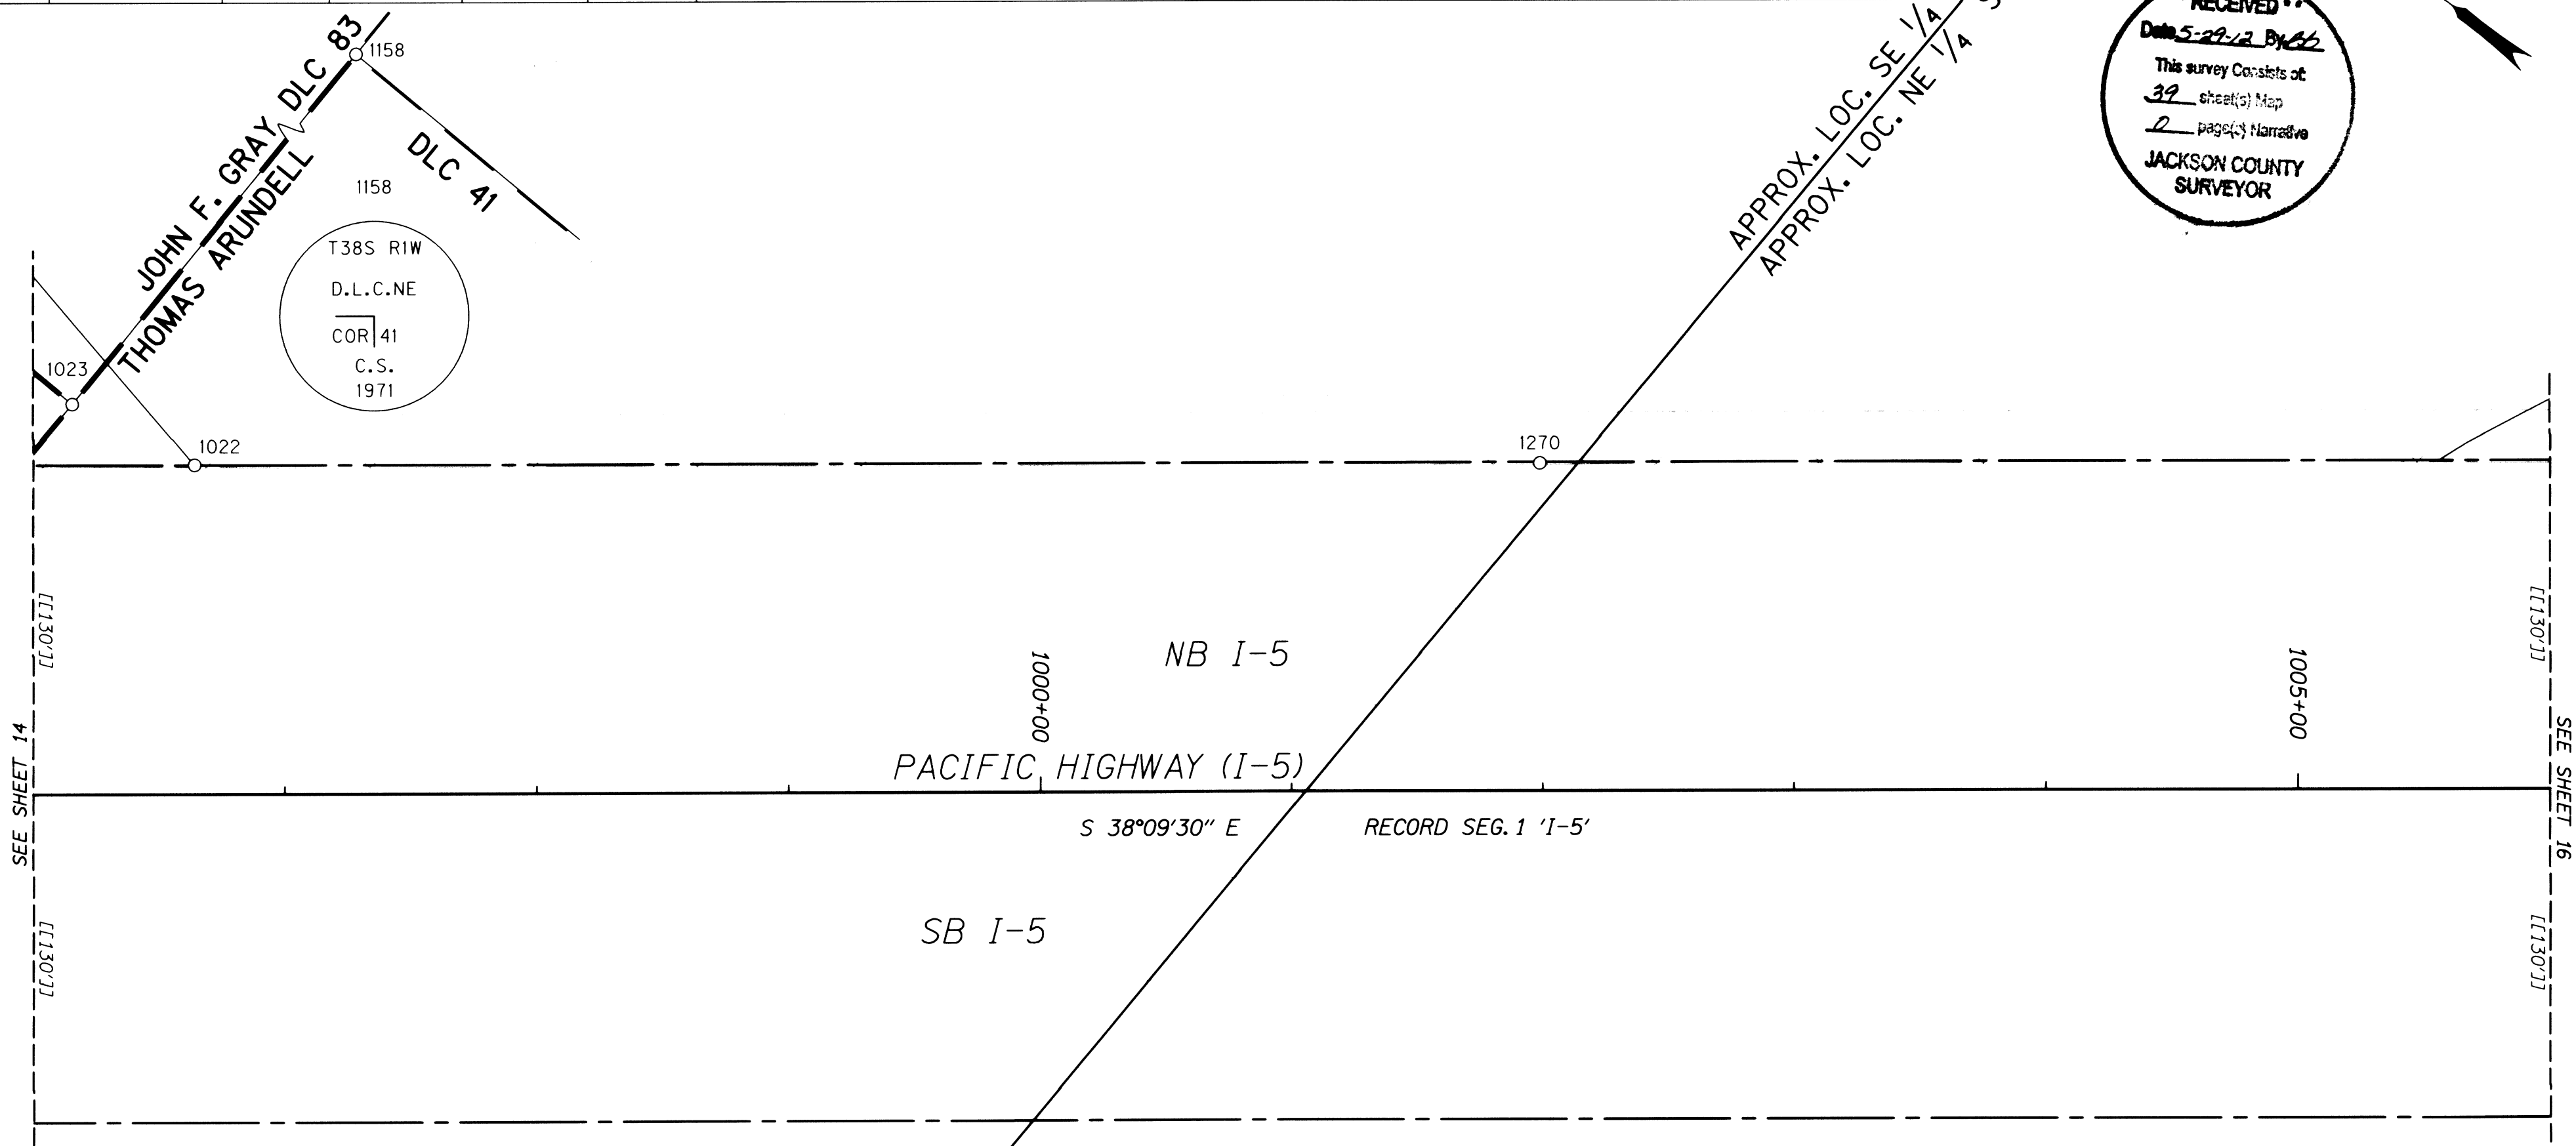 JOHN F. GRAY DLC 83
THOMAS ARUNDELL
1158
DLC 41
1158
T38S R1W
D.L.C.NE
COR 41
C.S.
1971
1023
1022
1270
APPROX. LOC. SE 1/4
APPROX. LOC. NE 1/4
RECEIVED
Date 5-29-12 By
This survey Consists of:
39 sheet(s) Map
0 page(s) Narrative
JACKSON COUNTY
SURVEYOR
[[130']]
[[130']]
NB I-5
1000+00
1005+00
PACIFIC HIGHWAY (I-5)
SEE SHEET 14
SEE SHEET 16
S 38°09'30" E
RECORD SEG. 1 'I-5'
SB I-5
[[130']]
[[130']]